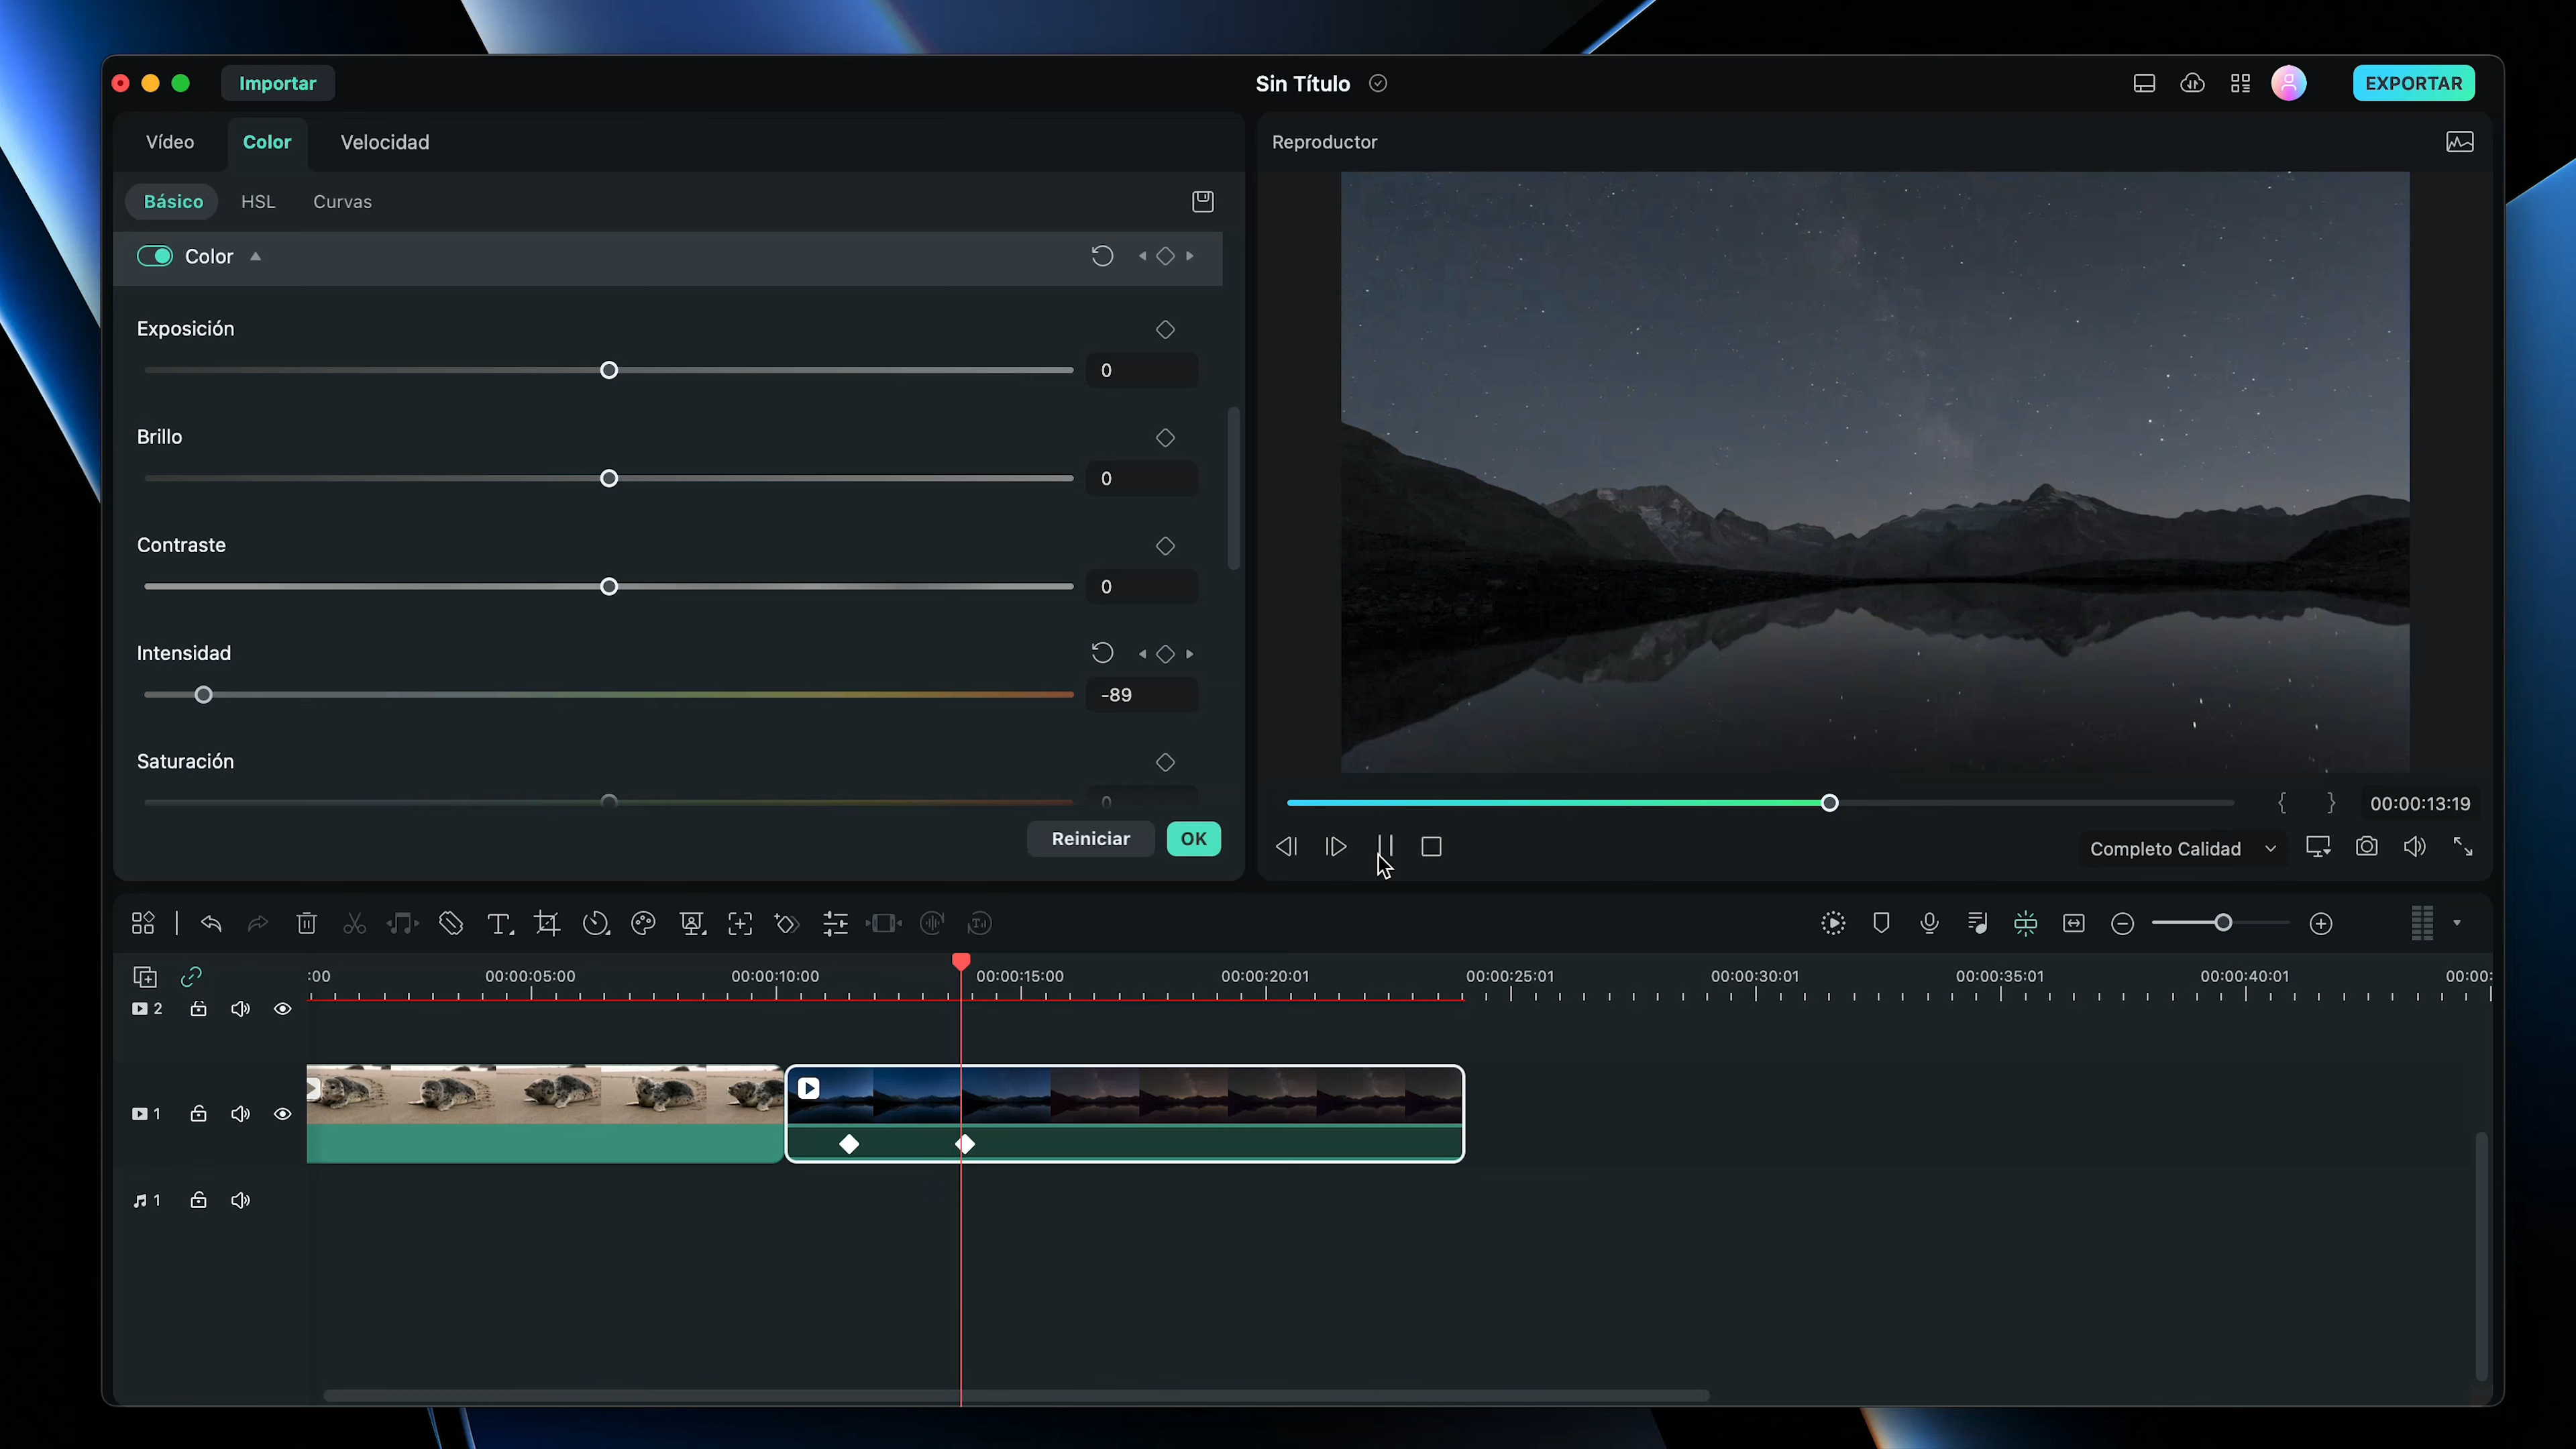 Importar
Sin Título
EXPORTAR
Vídeo
Color
Velocidad
Reproductor
Básico
HSL
Curvas
Color
Exposición
0
Brillo
0
Contraste
0
Intensidad
-89
Saturación
0
Reiniciar
OK
{ } 00:00:13:19
Completo Calidad
:00
00:00:05:00
00:00:10:00
00:00:15:00
00:00:20:01
00:00:25:01
00:00:30:01
00:00:35:01
00:00:40:01
00:00:
2
1
1